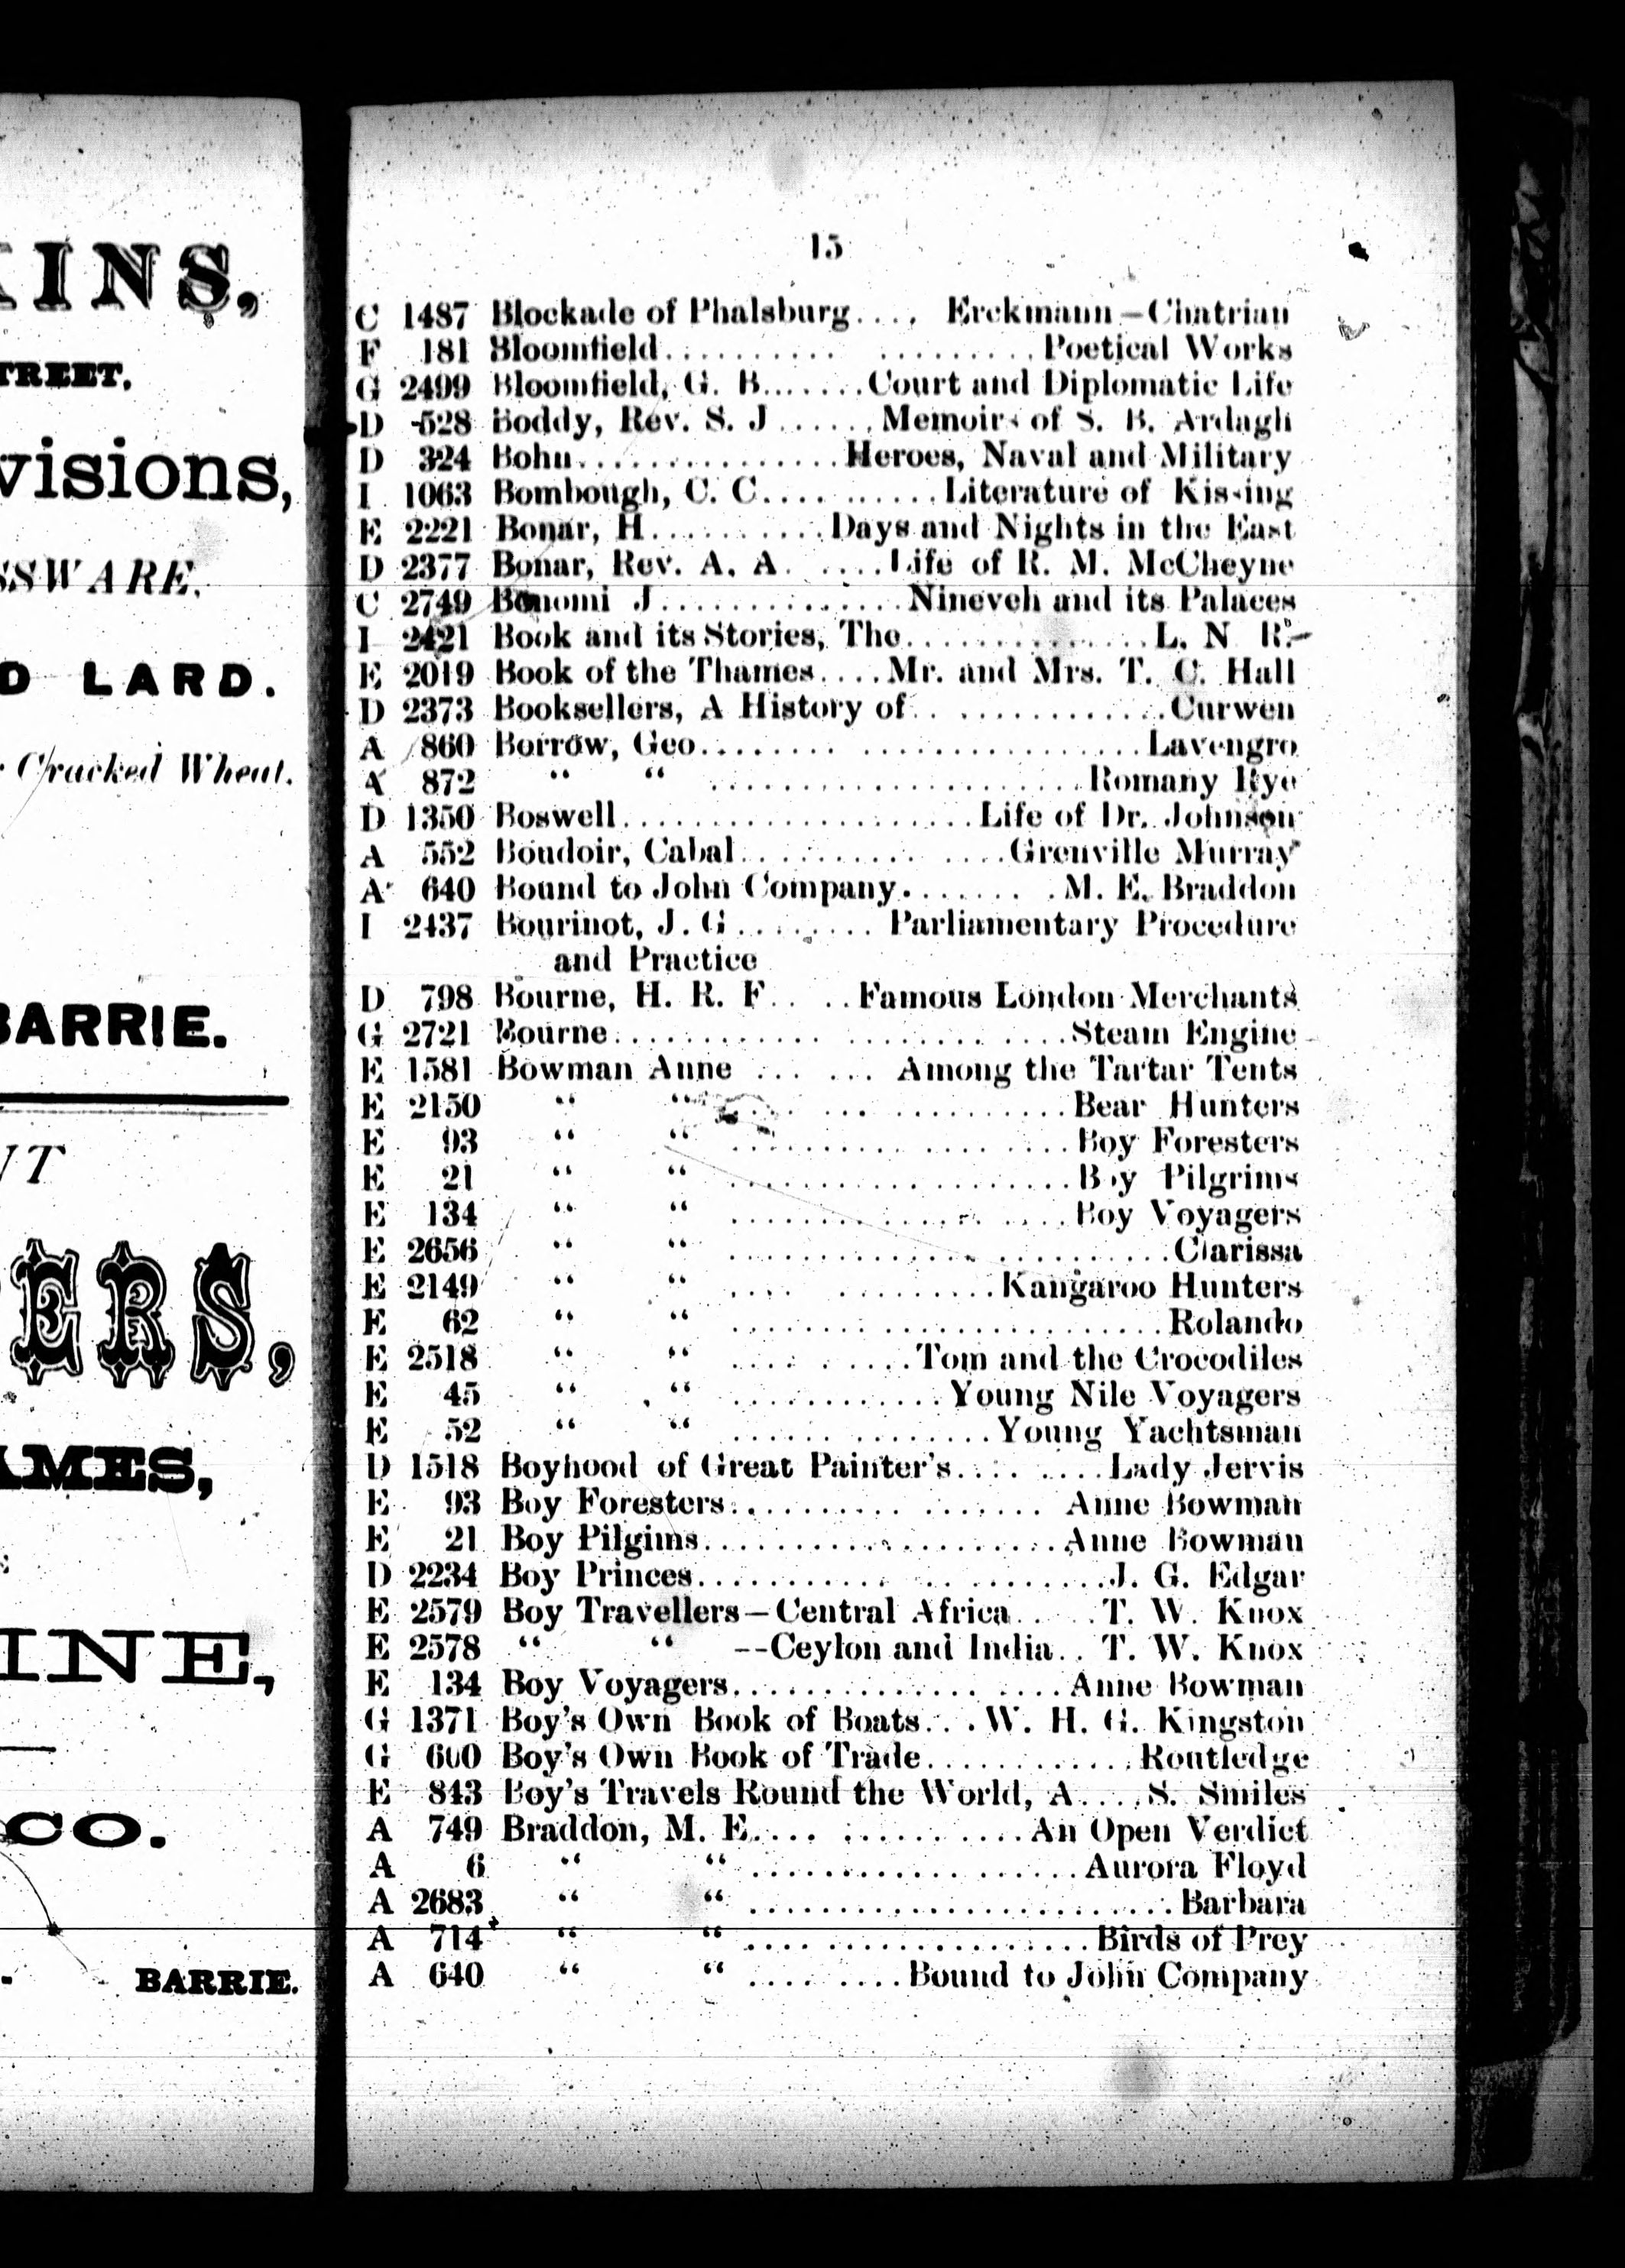 INS,
TREET.
visions,
SSWARE.
D LARD.
Cracked Wheat.
BARRIE.
NT
ERS,
AMES,
INE,
CO.
BARRIE.
15
C 1487 Blockade of Phalsburg.... Erckmann—Chatrian
F 181 Bloomfield.......... .........Poetical Works
G 2499 Bloomfield, G. B.......Court and Diplomatic Life
D 528 Boddy, Rev. S. J......Memoirs of S. B. Ardagh
D 324 Bohn...............Heroes, Naval and Military
I 1063 Bombough, C. C..........Literature of Kissing
E 2221 Bonar, H..........Days and Nights in the East
D 2377 Bonar, Rev. A. A. .....Life of R. M. McCheyne
C 2749 Bonomi J..............Nineveh and its Palaces
I 2421 Book and its Stories, The..............L. N R.
E 2019 Book of the Thames....Mr. and Mrs. T. C. Hall
D 2373 Booksellers, A History of..............Curwen
A 860 Borrow, Geo.........................Lavengro
A 872 “ “ .....................Romany Rye
D 1350 Boswell....................Life of Dr. Johnson
A 552 Boudoir, Cabal..............Grenville Murray
A 640 Bound to John Company........M. E. Braddon
I 2437 Bourinot, J. G........ Parliamentary Procedure
and Practice
D 798 Bourne, H. R. F.. ..Famous London Merchants
G 2721 Bourne........................Steam Engine
E 1581 Bowman Anne ... ... Among the Tartar Tents
E 2150 “ “ ...................Bear Hunters
E 93 “ “ ...................Boy Foresters
E 21 “ “ ...................Boy Pilgrims
E 134 “ “ ...................Boy Voyagers
E 2656 “ “ .........................Clarissa
E 2149 “ “ .... .........Kangaroo Hunters
E 62 “ “ .........................Rolando
E 2518 “ “ ..........Tom and the Crocodiles
E 45 “ “ ............Young Nile Voyagers
E 52 “ “ ...............Young Yachtsman
D 1518 Boyhood of Great Painter's.... ....Lady Jervis
E 93 Boy Foresters................. Anne Bowman
E 21 Boy Pilgims....................Anne Bowman
D 2234 Boy Princes.......................J. G. Edgar
E 2579 Boy Travellers—Central Africa.. ..T. W. Knox
E 2578 “ “ --Ceylon and India.. T. W. Knox
E 134 Boy Voyagers...................Anne Bowman
G 1371 Boy's Own Book of Boats...W. H. G. Kingston
G 600 Boy's Own Book of Trade............Routledge
E 843 Boy's Travels Round the World, A....S. Smiles
A 749 Braddon, M. E..............An Open Verdict
A 6 “ “ ...................Aurora Floyd
A 2683 “ “ ........................Barbara
A 714 “ “ ....................Birds of Prey
A 640 “ “ .........Bound to John Company